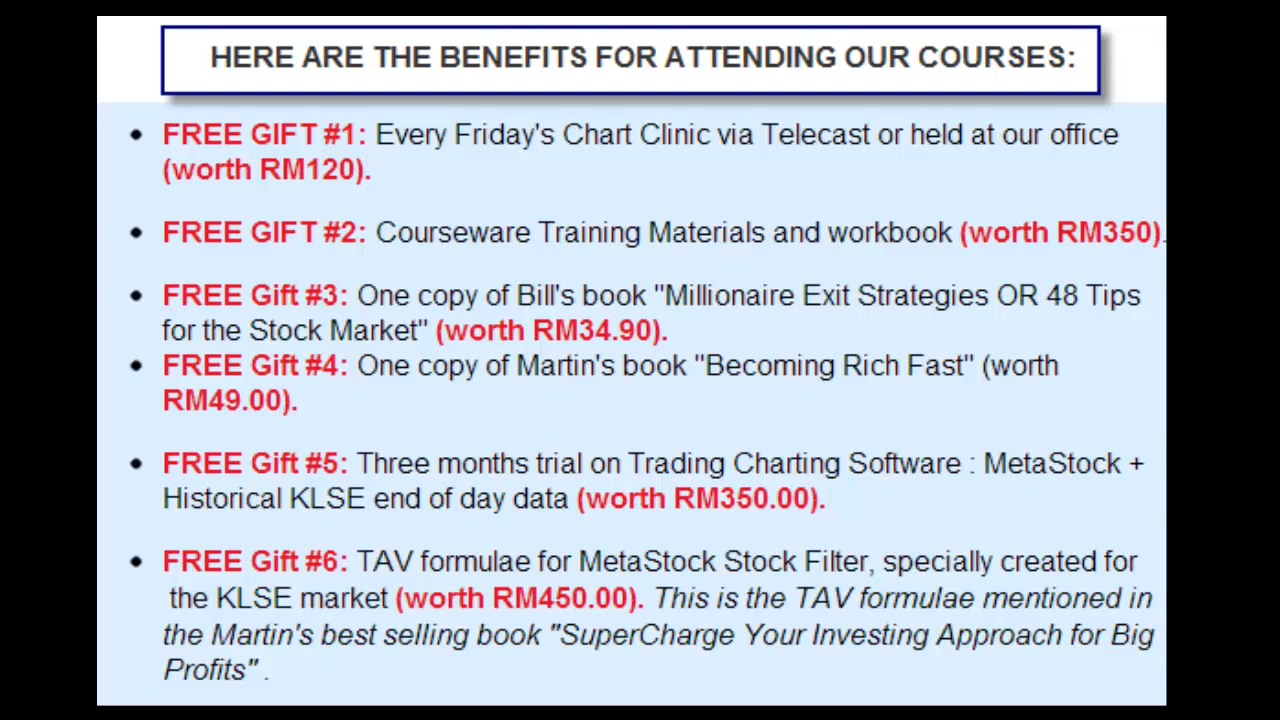 HERE ARE THE BENEFITS FOR ATTENDING OUR COURSES:
• FREE GIFT #1: Every Friday's Chart Clinic via Telecast or held at our office
(worth RM120).
• FREE GIFT #2: Courseware Training Materials and workbook (worth RM350).
• FREE Gift #3: One copy of Bill's book "Millionaire Exit Strategies OR 48 Tips
for the Stock Market" (worth RM34.90).
• FREE Gift #4: One copy of Martin's book "Becoming Rich Fast" (worth
RM49.00).
• FREE Gift #5: Three months trial on Trading Charting Software : MetaStock +
Historical KLSE end of day data (worth RM350.00).
• FREE Gift #6: TAV formulae for MetaStock Stock Filter, specially created for
the KLSE market (worth RM450.00). This is the TAV formulae mentioned in
the Martin's best selling book "SuperCharge Your Investing Approach for Big
Profits" .